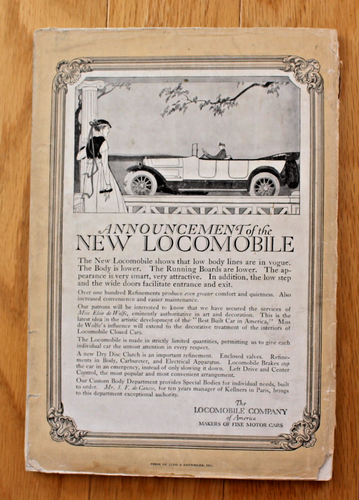 ANNOUNCEMENT of the
NEW LOCOMOBILE
The New Locomobile shows that low body lines are in vogue.
The Body is lower. The Running Boards are lower. The ap-
pearance is very smart, very attractive. In addition, the low step
and the wide doors facilitate entrance and exit.
Over one hundred Refinements produce even greater comfort and quietness. Also
increased convenience and easier maintenance.
Our patrons will be interested to know that we have secured the services of
Miss Elsie de Wolfe, eminently authoritative in art and decoration. This is the
latest idea in the artistic development of the "Best Built Car in America." Miss
de Wolfe's influence will extend to the decorative treatment of the interiors of
Locomobile Closed Cars.
The Locomobile is made in strictly limited quantities, permitting us to give each
individual car the utmost attention in every respect.
A new Dry Disc Clutch is an important refinement. Enclosed valves. Refine-
ments in Body, Carbureter, and Electrical Apparatus. Locomobile Brakes stop
the car in an emergency, instead of only slowing it down. Left Drive and Center
Control, the most popular and most convenient arrangement.
Our Custom Body Department provides Special Bodies for individual needs, built
to order. Mr. J. F. de Causse, for ten years manager of Kellners in Paris, brings
to this department exceptional authority.
The
LOCOMOBILE COMPANY
of America
MAKERS OF FINE MOTOR CARS